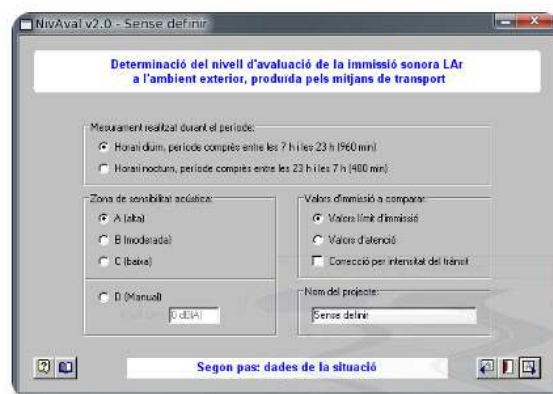 NivAval v2.0 - Sense definir
Determinació del nivell d'avaluació de la immissió sonora LAr
a l'ambient exterior, produïda pels mitjans de transport
Mesurament realitzat durant el període:
Horari diürn, període comprès entre les 7 h i les 23 h (960 min)
Horari nocturn, període comprès entre les 23 h i les 7 h (480 min)
Zona de sensibilitat acústica:
A (alta)
B (moderada)
C (baixa)
D (Manual)
0 dB(A)
Valors d'immissió a comparar:
Valors límit d'immissió
Valors d'atenció
Correcció per intensitat del trànsit
Nom del projecte:
Sense definir
Segon pas: dades de la situació